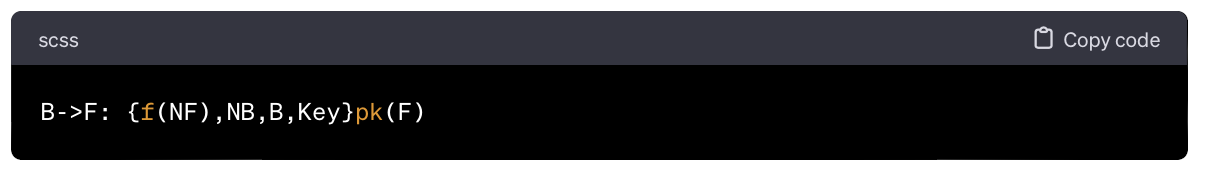 scss
Copy code
B->F: {f(NF),NB,B,Key}pk(F)